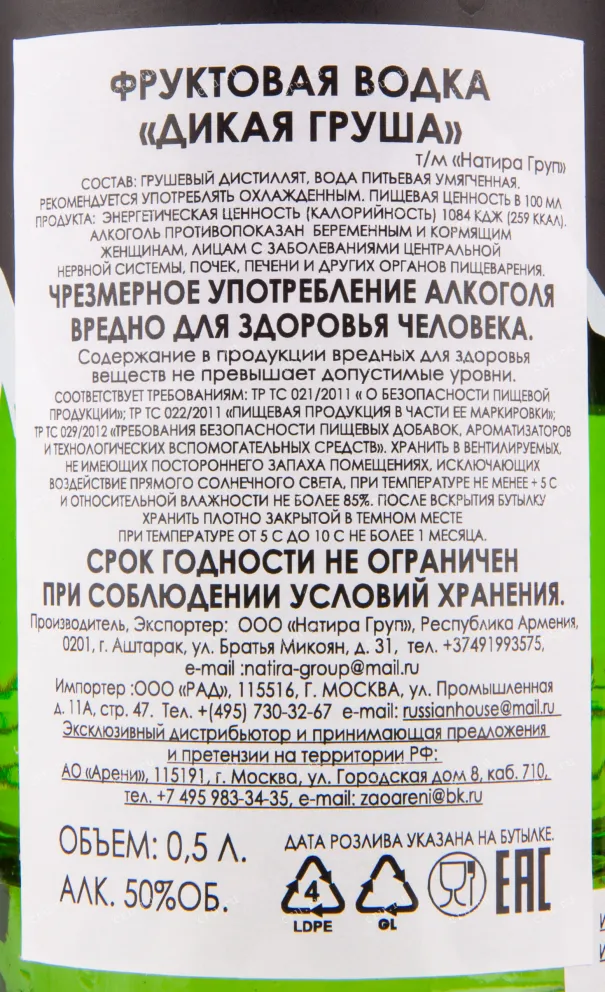 ФРУКТОВАЯ ВОДКА
«ДИКАЯ ГРУША»
т/м «Натира Груп»
СОСТАВ: ГРУШЕВЫЙ ДИСТИЛЛЯТ, ВОДА ПИТЬЕВАЯ УМЯГЧЕННАЯ.
РЕКОМЕНДУЕТСЯ УПОТРЕБЛЯТЬ ОХЛАЖДЕННЫМ. ПИЩЕВАЯ ЦЕННОСТЬ В 100 МЛ
ПРОДУКТА: ЭНЕРГЕТИЧЕСКАЯ ЦЕННОСТЬ (КАЛОРИЙНОСТЬ) 1084 КДЖ (259 ККАЛ).
АЛКОГОЛЬ ПРОТИВОПОКАЗАН БЕРЕМЕННЫМ И КОРМЯЩИМ
ЖЕНЩИНАМ, ЛИЦАМ С ЗАБОЛЕВАНИЯМИ ЦЕНТРАЛЬНОЙ
НЕРВНОЙ СИСТЕМЫ, ПОЧЕК, ПЕЧЕНИ И ДРУГИХ ОРГАНОВ ПИЩЕВАРЕНИЯ.
ЧРЕЗМЕРНОЕ УПОТРЕБЛЕНИЕ АЛКОГОЛЯ
ВРЕДНО ДЛЯ ЗДОРОВЬЯ ЧЕЛОВЕКА.
Содержание в продукции вредных для здоровья
веществ не превышает допустимые уровни.
СООТВЕТСТВУЕТ ТРЕБОВАНИЯМ: ТР ТС 021/2011 « О БЕЗОПАСНОСТИ ПИЩЕВОЙ
ПРОДУКЦИИ»; ТР ТС 022/2011 «ПИЩЕВАЯ ПРОДУКЦИЯ В ЧАСТИ ЕЕ МАРКИРОВКИ»;
ТР ТС 029/2012 «ТРЕБОВАНИЯ БЕЗОПАСНОСТИ ПИЩЕВЫХ ДОБАВОК, АРОМАТИЗАТОРОВ
И ТЕХНОЛОГИЧЕСКИХ ВСПОМОГАТЕЛЬНЫХ СРЕДСТВ». ХРАНИТЬ В ВЕНТИЛИРУЕМЫХ,
НЕ ИМЕЮЩИХ ПОСТОРОННЕГО ЗАПАХА ПОМЕЩЕНИЯХ, ИСКЛЮЧАЮЩИХ
ВОЗДЕЙСТВИЕ ПРЯМОГО СОЛНЕЧНОГО СВЕТА, ПРИ ТЕМПЕРАТУРЕ НЕ МЕНЕЕ + 5 С
И ОТНОСИТЕЛЬНОЙ ВЛАЖНОСТИ НЕ БОЛЕЕ 85%. ПОСЛЕ ВСКРЫТИЯ БУТЫЛКУ
ХРАНИТЬ ПЛОТНО ЗАКРЫТОЙ В ТЕМНОМ МЕСТЕ
ПРИ ТЕМПЕРАТУРЕ ОТ 5 С ДО 10 С НЕ БОЛЕЕ 1 МЕСЯЦА.
СРОК ГОДНОСТИ НЕ ОГРАНИЧЕН
ПРИ СОБЛЮДЕНИИ УСЛОВИЙ ХРАНЕНИЯ.
Производитель, Экспортер: ООО «Натира Груп», Республика Армения,
0201, г. Аштарак, ул. Братья Микоян, д. 31, тел. +37491993575,
e-mail :natira-group@mail.ru
Импортер :ООО «РАД», 115516, Г. МОСКВА, ул. Промышленная
д. 11А, стр. 47. Тел. +(495) 730-32-67 e-mail: russianhouse@mail.ru
Эксклюзивный дистрибьютор и принимающая предложения
и претензии на территории РФ:
АО «Арени», 115191, г. Москва, ул. Городская дом 8, каб. 710,
тел. +7 495 983-34-35, e-mail: zaoareni@bk.ru
ОБЪЕМ: 0,5 Л.
ДАТА РОЗЛИВА УКАЗАНА НА БУТЫЛКЕ.
АЛК. 50%ОБ.
4
LDPE
GL
EAC